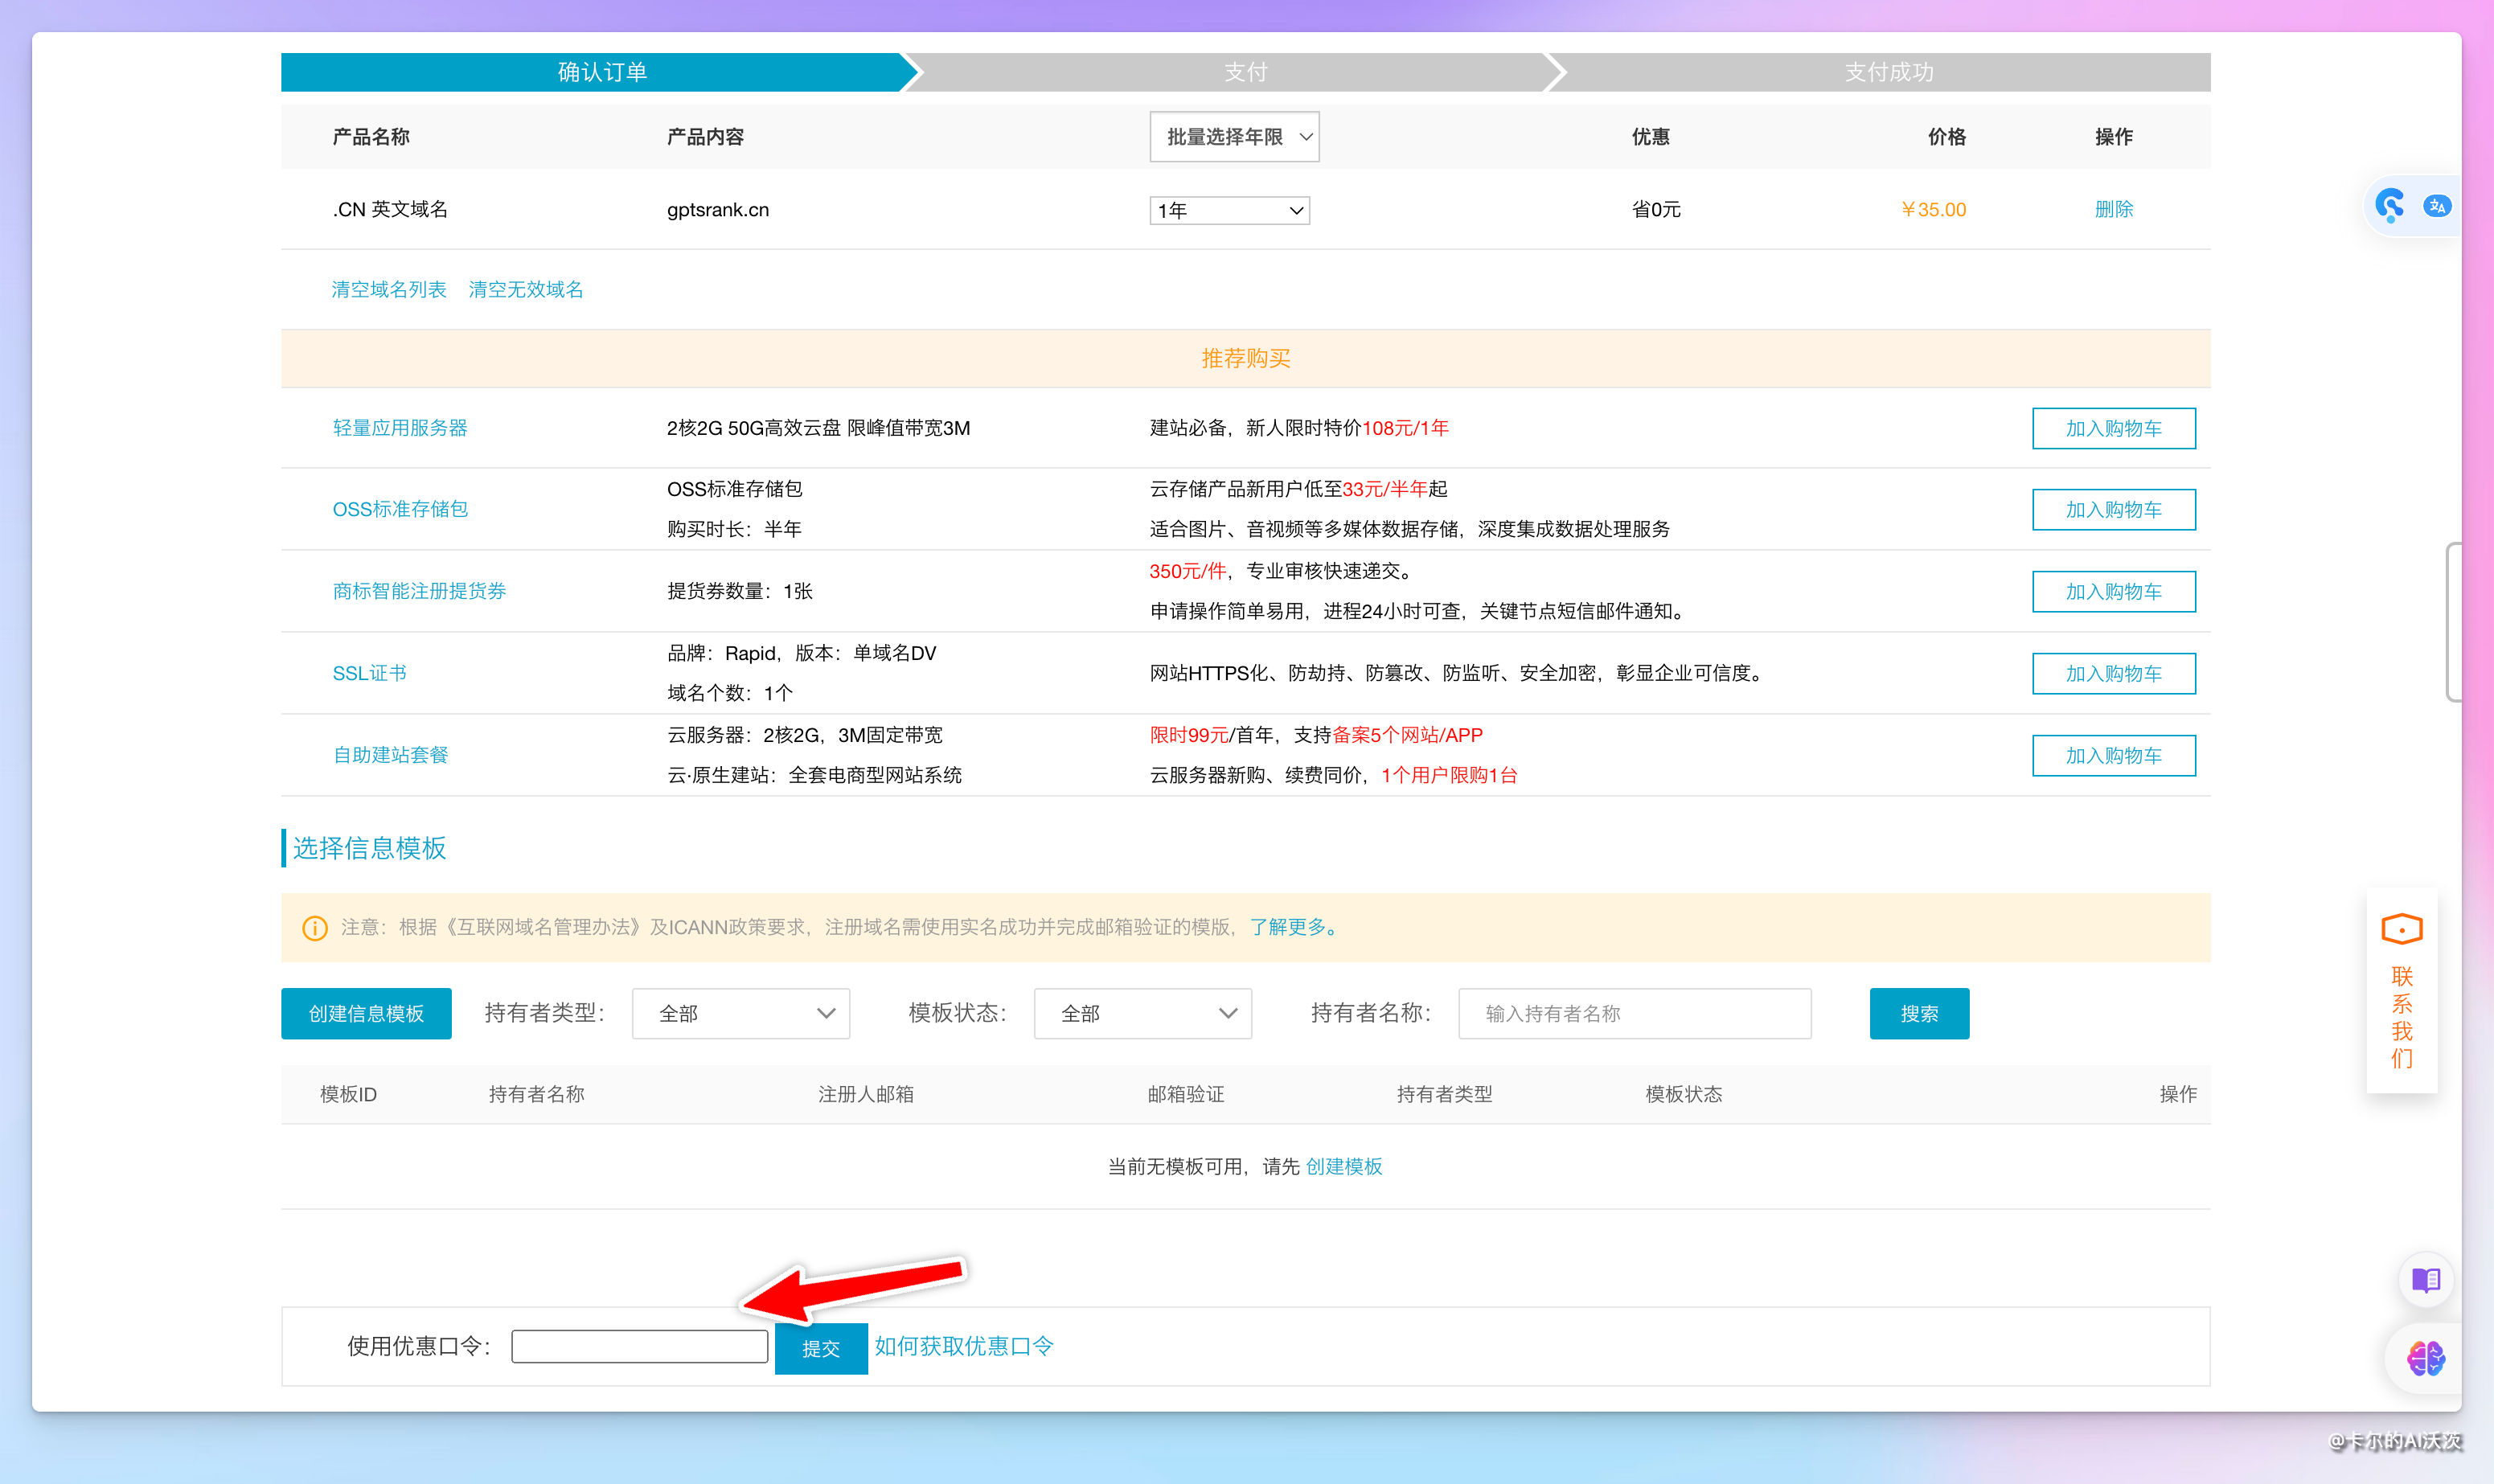 确认订单
支付
支付成功
产品名称 产品内容 批量选择年限 优惠 价格 操作
.CN 英文域名 gptsrank.cn 1年 省0元 ￥35.00 删除
清空域名列表 清空无效域名
推荐购买
轻量应用服务器 2核2G 50G高效云盘 限峰值带宽3M 建站必备，新人限时特价108元/1年 加入购物车
OSS标准存储包
OSS标准存储包
购买时长：半年
云存储产品新用户低至33元/半年起
适合图片、音视频等多媒体数据存储，深度集成数据处理服务
加入购物车
商标智能注册提货券 提货券数量：1张
350元/件，专业审核快速递交。
申请操作简单易用，进程24小时可查，关键节点短信邮件通知。
加入购物车
SSL证书
品牌：Rapid，版本：单域名DV
域名个数：1个
网站HTTPS化、防劫持、防篡改、防监听、安全加密，彰显企业可信度。
加入购物车
自助建站套餐
云服务器：2核2G，3M固定带宽
云·原生建站：全套电商型网站系统
限时99元/首年，支持备案5个网站/APP
云服务器新购、续费同价，1个用户限购1台
加入购物车
选择信息模板
注意：根据《互联网域名管理办法》及ICANN政策要求，注册域名需使用实名成功并完成邮箱验证的模版，了解更多。
创建信息模板 持有者类型： 全部 模板状态： 全部 持有者名称： 输入持有者名称 搜索
模板ID 持有者名称 注册人邮箱 邮箱验证 持有者类型 模板状态 操作
当前无模板可用，请先 创建模板
使用优惠口令： 提交 如何获取优惠口令
联系我们
@卡尔的AI沃茨